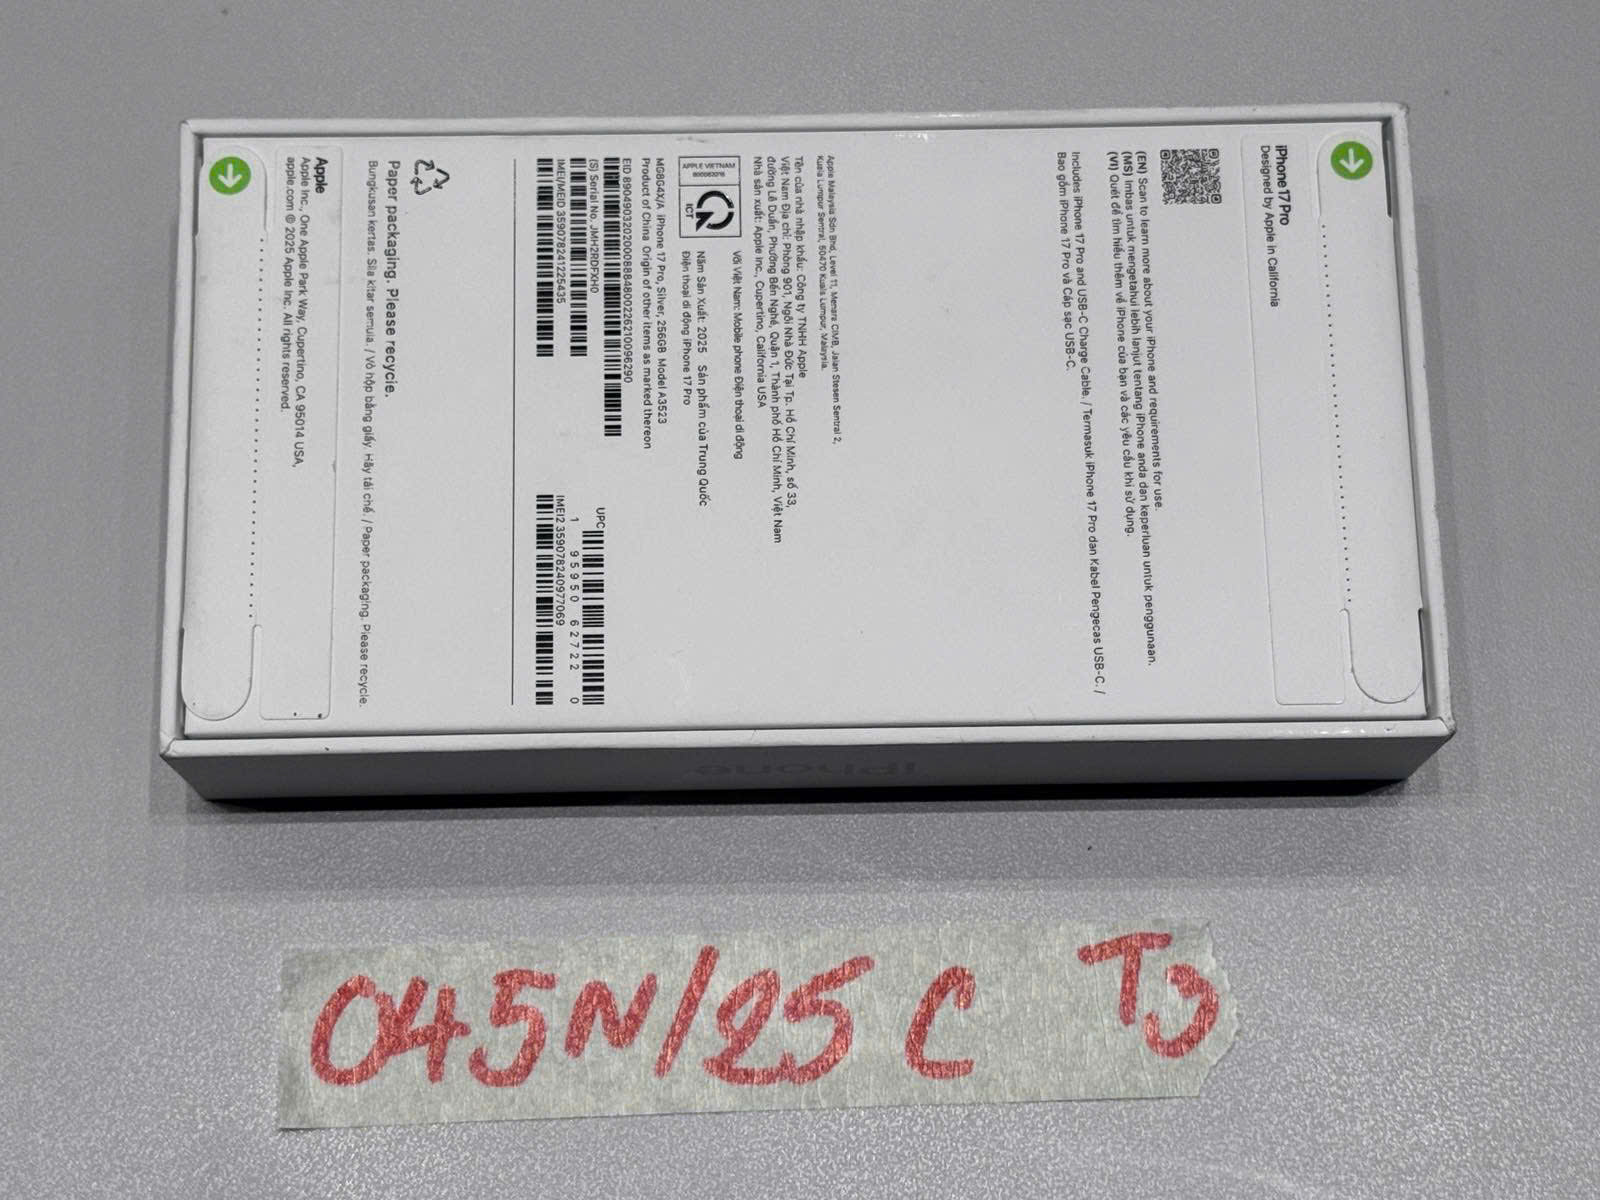 iPhone 17 Pro
Designed by Apple in California
(EN) Scan to learn more about your iPhone and requirements for use.
(MS) Imbas untuk mengetahui lebih lanjut tentang iPhone anda dan keperluan untuk penggunaan.
(VI) Quét để tìm hiểu thêm về iPhone của bạn và các yêu cầu khi sử dụng.
Includes iPhone 17 Pro and USB-C Charge Cable. / Termasuk iPhone 17 Pro dan Kabel Pengecas USB-C. /
Bao gồm iPhone 17 Pro và Cáp sạc USB-C.
Apple Malaysia Sdn Bhd, Level 11, Menara CIMB, Jalan Stesen Sentral 2,
Kuala Lumpur Sentral, 50470 Kuala Lumpur, Malaysia.
Tên của nhà nhập khẩu: Công ty TNHH Apple
Việt Nam Địa chỉ: Phòng 901, Ngôi Nhà Đức Tại Tp. Hồ Chí Minh, số 33,
đường Lê Duẩn, Phường Bến Nghé, Quận 1, Thành phố Hồ Chí Minh, Việt Nam
Nhà sản xuất: Apple Inc., Cupertino, California USA
APPLE VIETNAM
ICT
Với Việt Nam: Mobile phone Điện thoại di động
Năm Sản Xuất: 2025 Sản phẩm của Trung Quốc
Điện thoại di động iPhone 17 Pro
MG8G4X/A iPhone 17 Pro, Silver, 256GB Model A3523
Product of China Origin of other items as marked thereon
EID 89049032020008884800226210096290
(S) Serial No. JMH2RDFXH0
IMEI/MEID 359078241225435
UPC
1 95950 62722 0
IMEI2 359078240977069
Paper packaging. Please recycle.
Bungkusan kertas. Sila kitar semula. / Vỏ hộp bằng giấy. Hãy tái chế. / Paper packaging. Please recycle.
Apple
Apple Inc., One Apple Park Way, Cupertino, CA 95014 USA,
apple.com © 2025 Apple Inc. All rights reserved.
iPhone
045N/25 C TJ